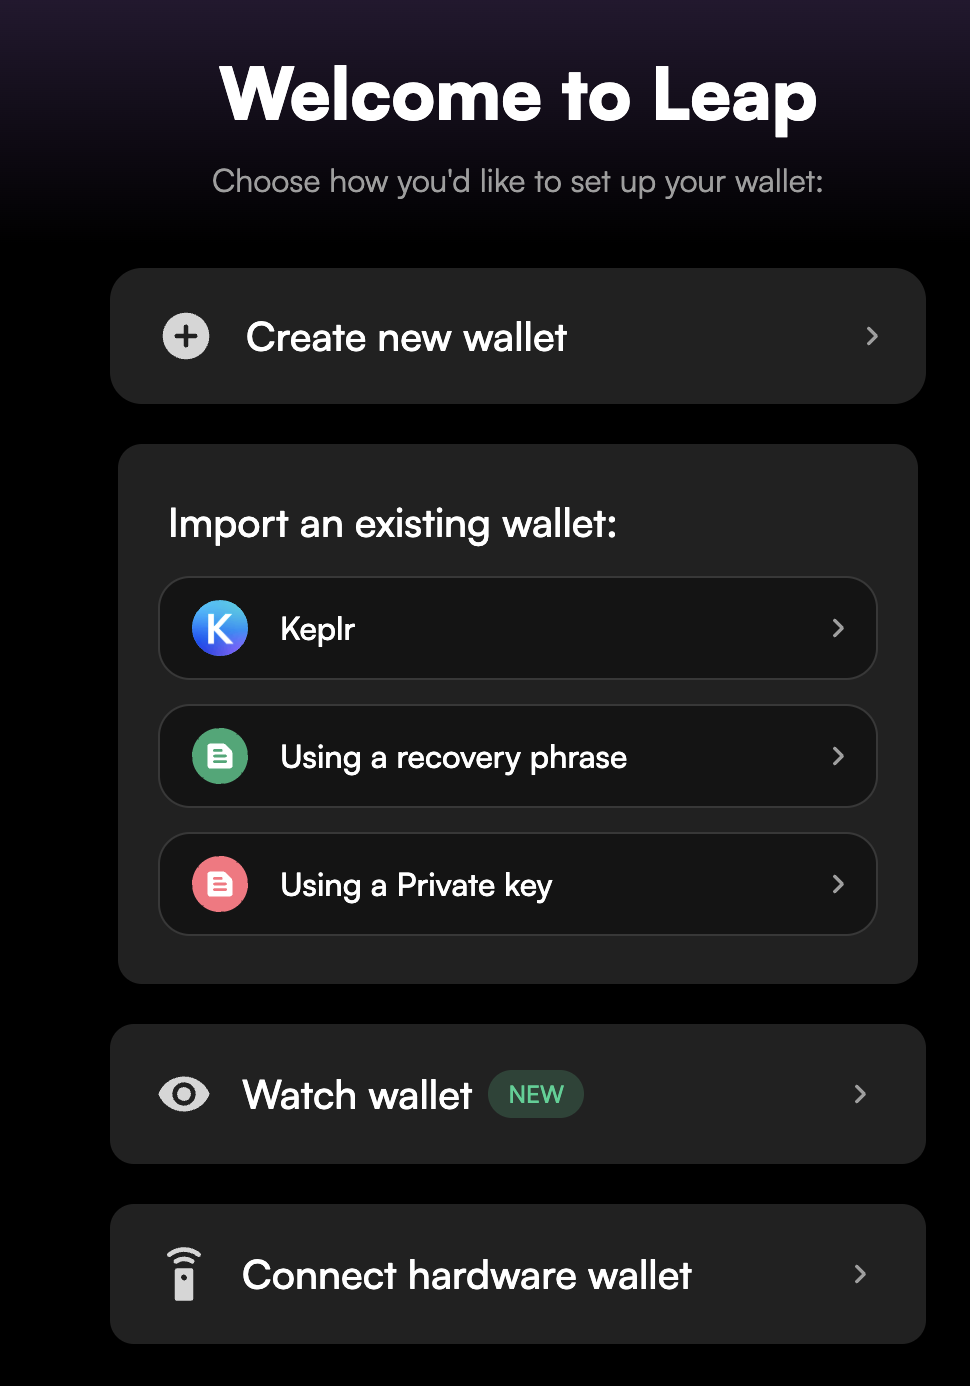 Welcome to Leap
Choose how you'd like to set up your wallet:
Create new wallet
Import an existing wallet:
K Keplr
Using a recovery phrase
Using a Private key
Watch wallet NEW
Connect hardware wallet